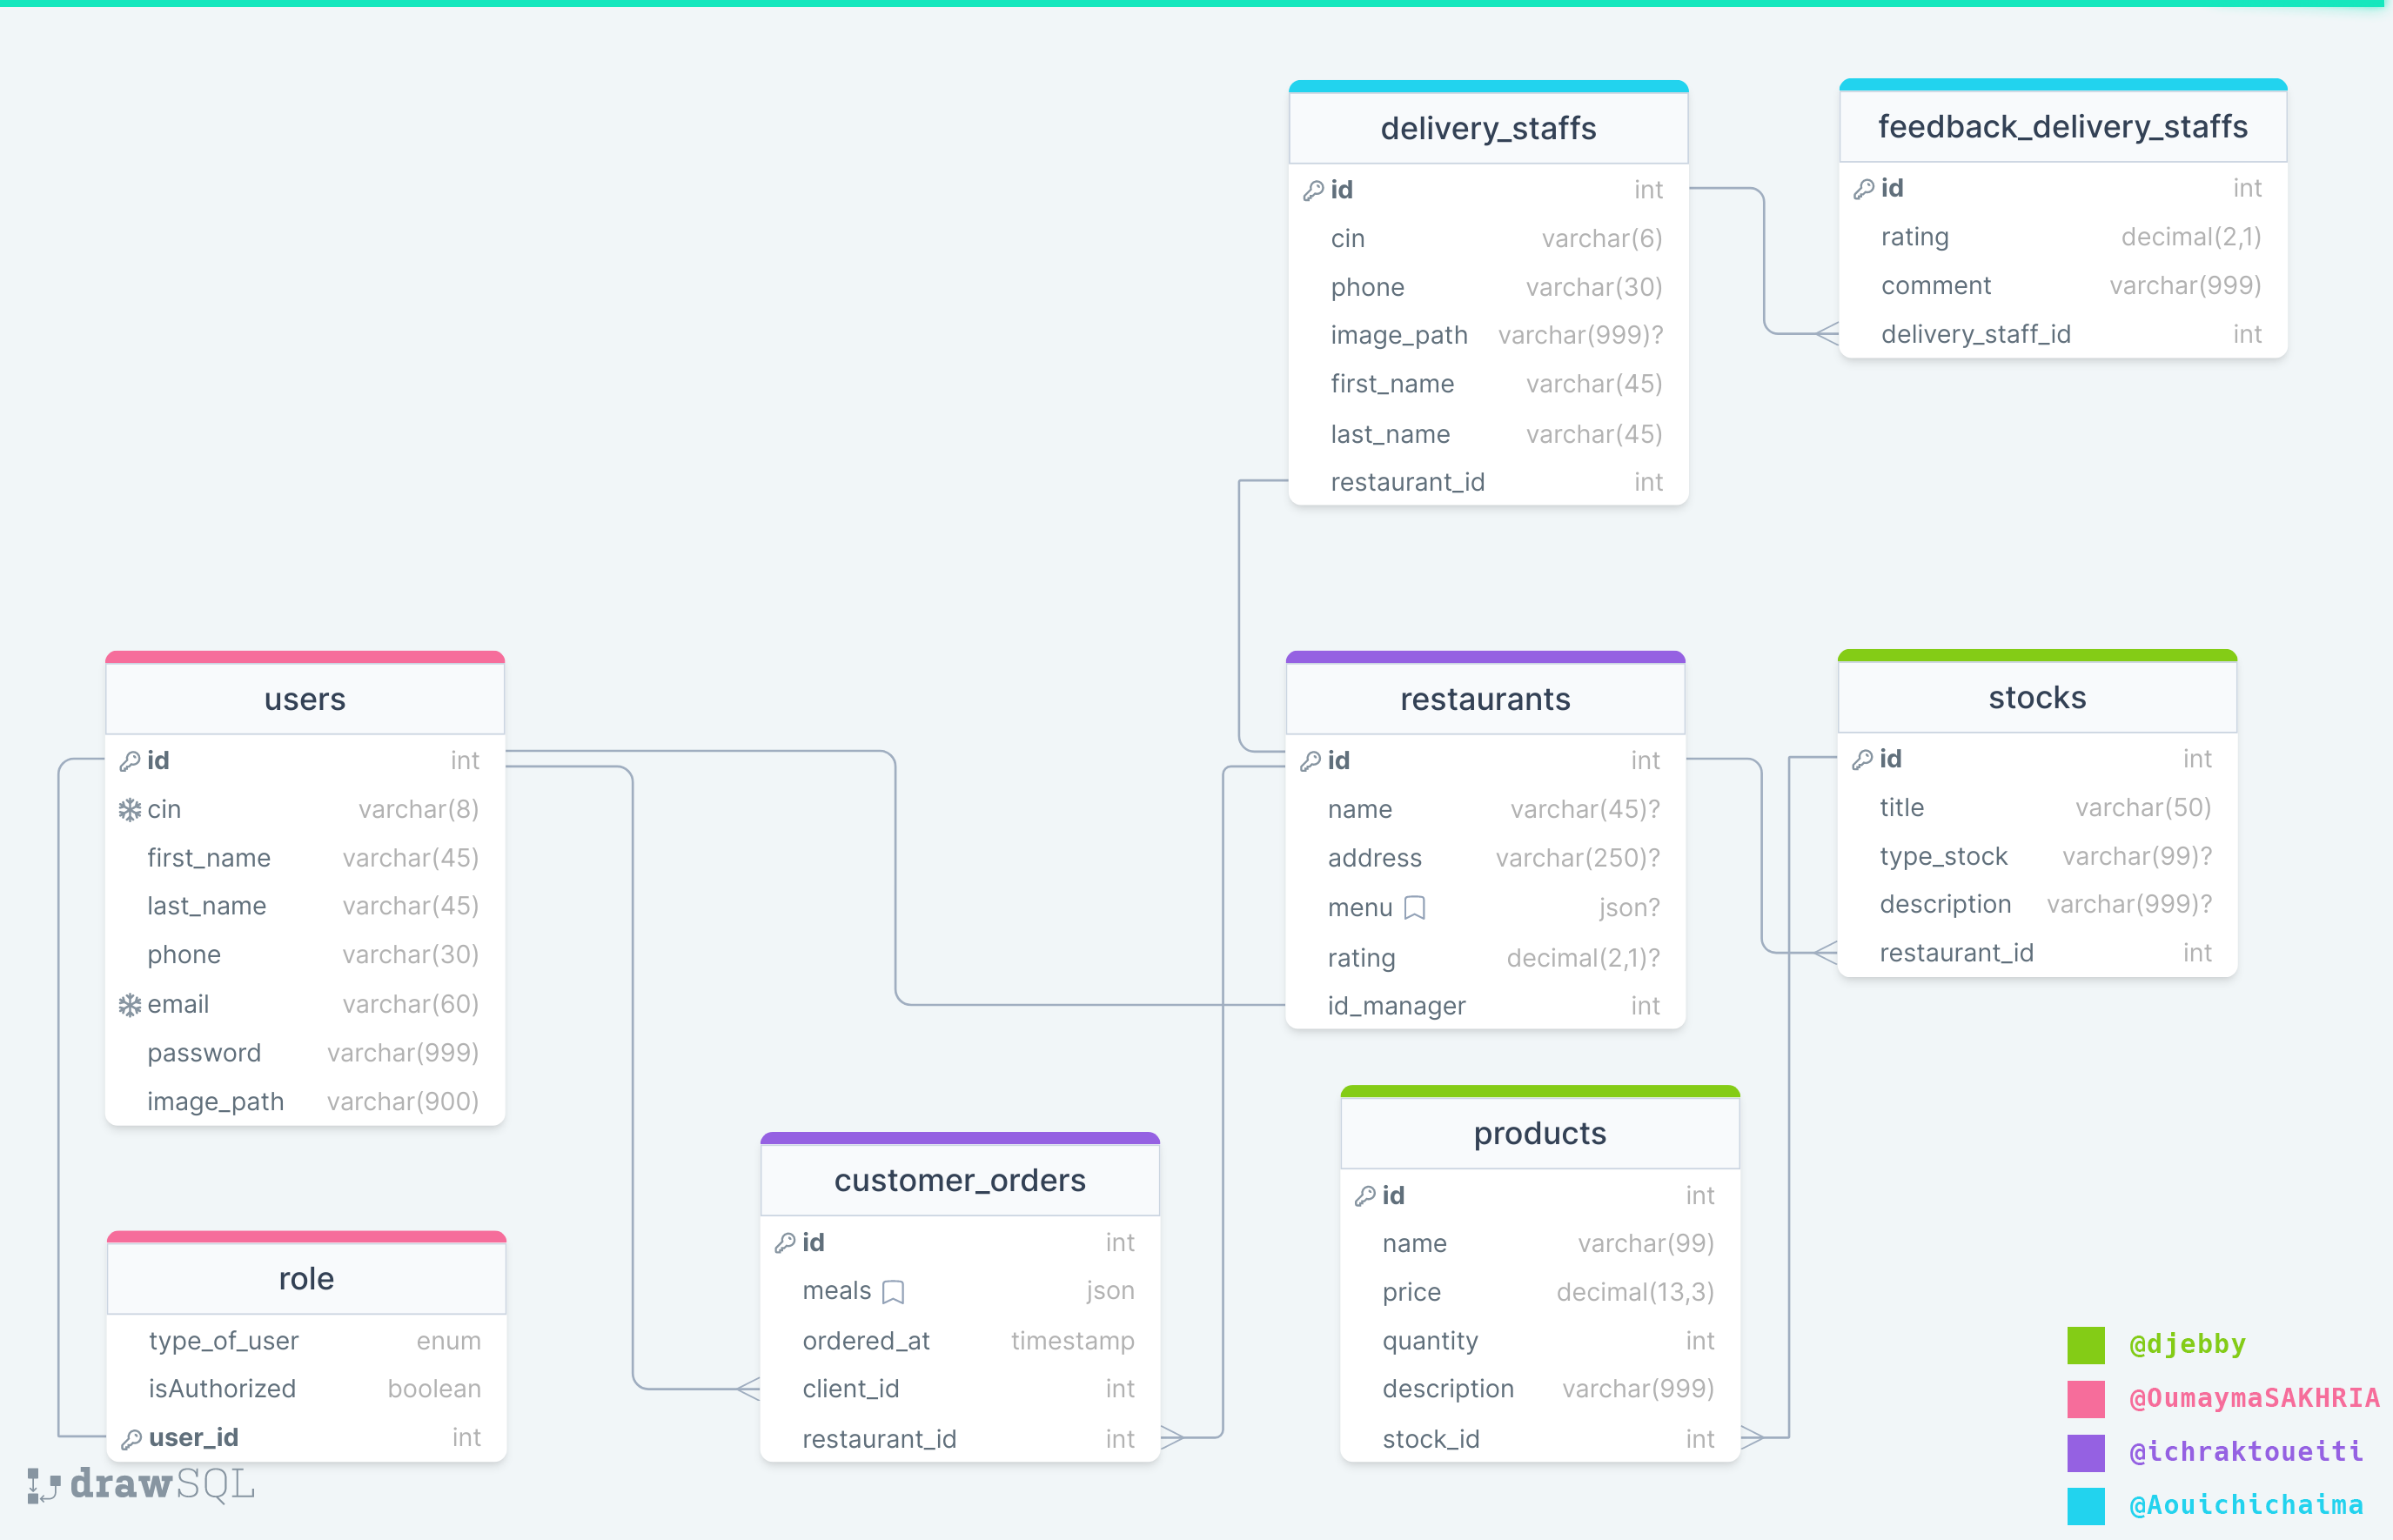 delivery_staffs
id int
cin varchar(6)
phone varchar(30)
image_path varchar(999)?
first_name varchar(45)
last_name varchar(45)
restaurant_id int
feedback_delivery_staffs
id int
rating decimal(2,1)
comment varchar(999)
delivery_staff_id int
users
id int
cin varchar(8)
first_name varchar(45)
last_name varchar(45)
phone varchar(30)
email varchar(60)
password varchar(999)
image_path varchar(900)
restaurants
id int
name varchar(45)?
address varchar(250)?
menu json?
rating decimal(2,1)?
id_manager int
stocks
id int
title varchar(50)
type_stock varchar(99)?
description varchar(999)?
restaurant_id int
role
type_of_user enum
isAuthorized boolean
user_id int
customer_orders
id int
meals json
ordered_at timestamp
client_id int
restaurant_id int
products
id int
name varchar(99)
price decimal(13,3)
quantity int
description varchar(999)
stock_id int
@djebby
@OumaymaSAKHRIA
@ichraktoueiti
@Aouichichaima
drawSQL